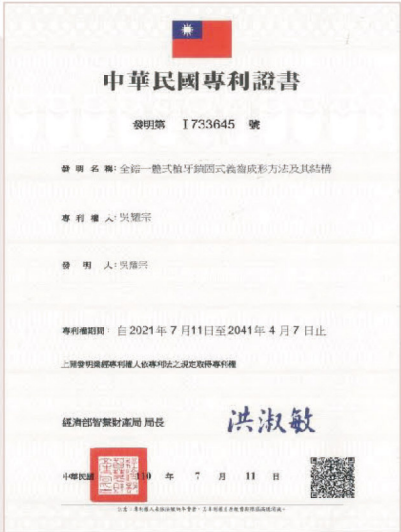 中華民國專利證書
發明第 I733645 號
發明名稱:全鋯一體式植牙鎖固式義齒成形方法及其結構
專利權人:吳耀宗
發明人:吳耀宗
專利權期間:自2021年7月11日至2041年4月7日止
上開發明業經專利權人依專利法之規定取得專利權
經濟部智慧財產局 局長 洪淑敏
中華民國 110 年 7 月 11 日